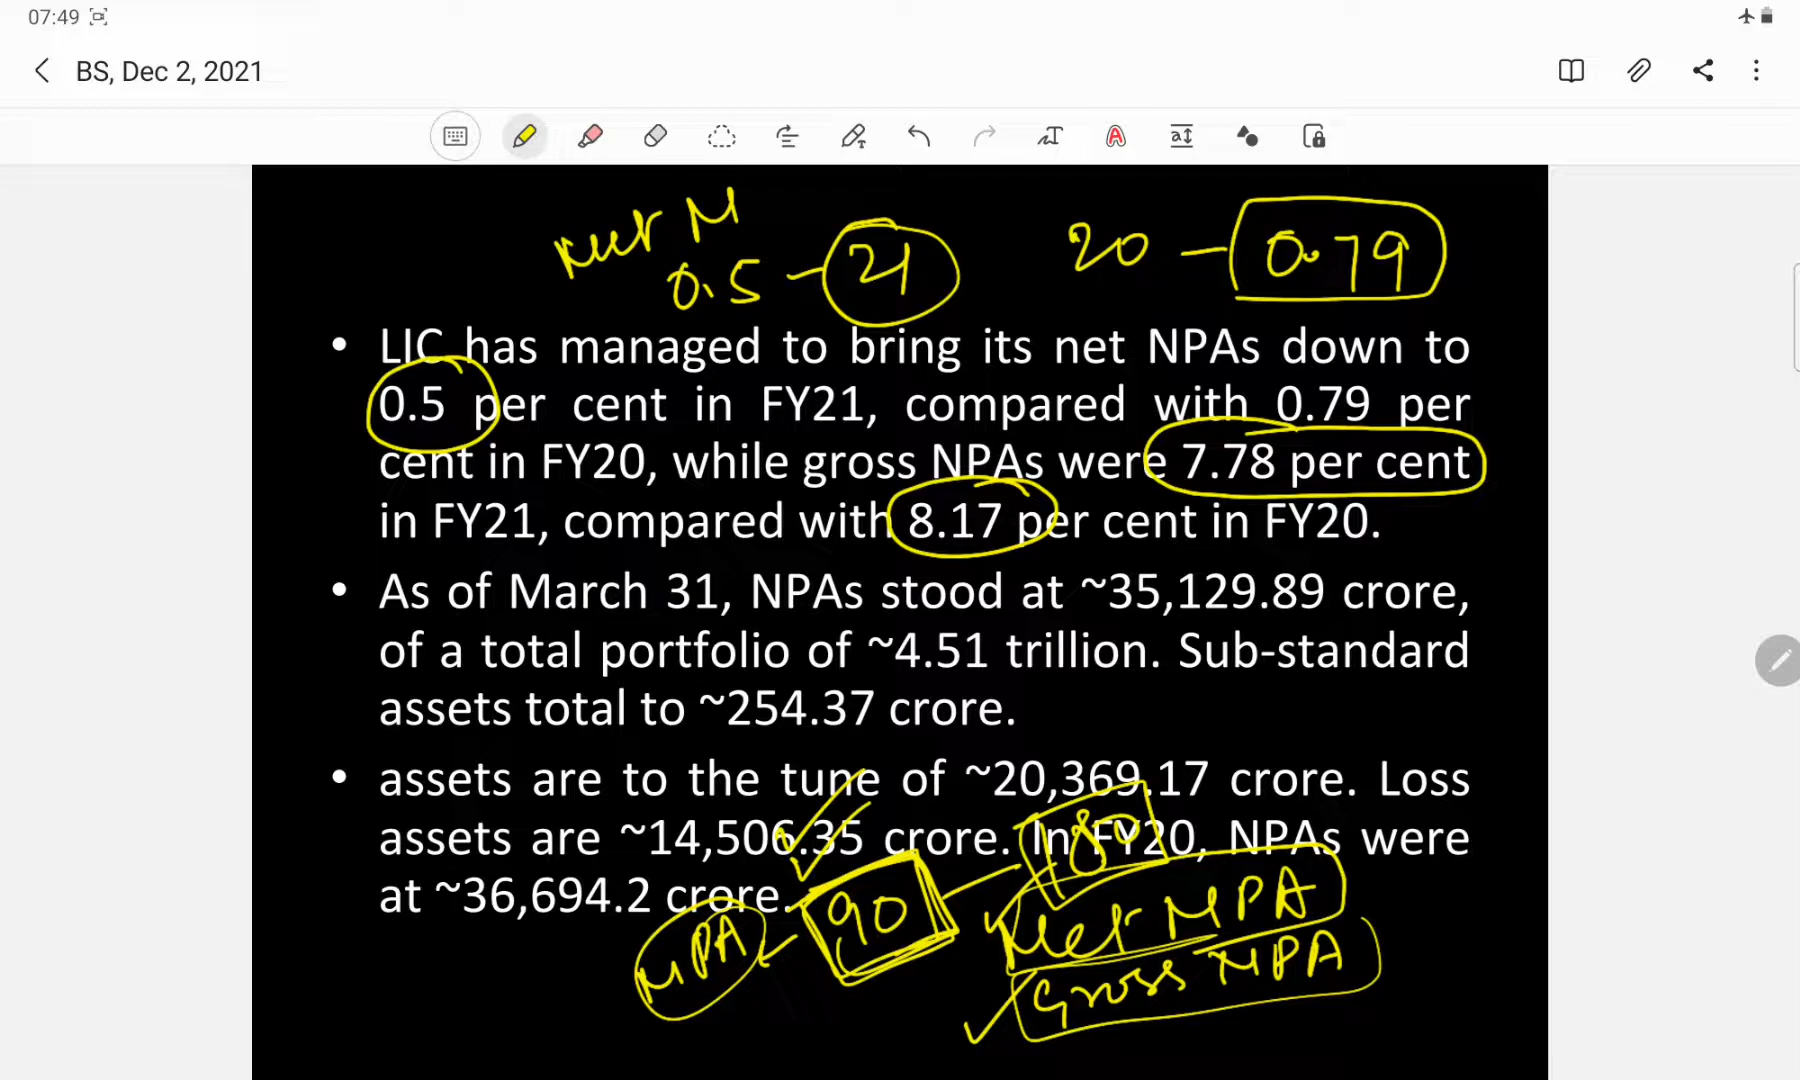 07:49
BS, Dec 2, 2021
Net N
0.5 - 21
20 - 0.79
• LIC has managed to bring its net NPAs down to
0.5 per cent in FY21, compared with 0.79 per
cent in FY20, while gross NPAs were 7.78 per cent
in FY21, compared with 8.17 per cent in FY20.
• As of March 31, NPAs stood at ~35,129.89 crore,
of a total portfolio of ~4.51 trillion. Sub-standard
assets total to ~254.37 crore.
• assets are to the tune of ~20,369.17 crore. Loss
assets are ~14,506.35 crore. In FY20, NPAs were
at ~36,694.2 crore.
180
90
NPA
Net NPA
Gross NPA